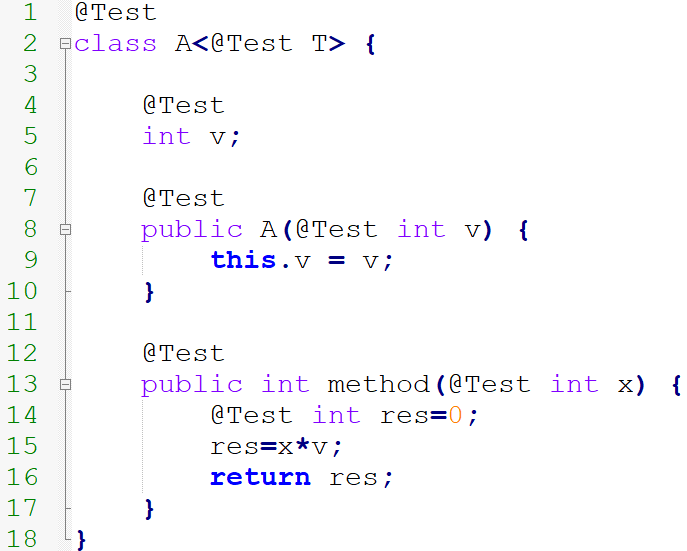 1 @Test
2 class A<@Test T> {
3
4 @Test
5 int v;
6
7 @Test
8 public A(@Test int v) {
9 this.v = v;
10 }
11
12 @Test
13 public int method(@Test int x) {
14 @Test int res=0;
15 res=x*v;
16 return res;
17 }
18 }